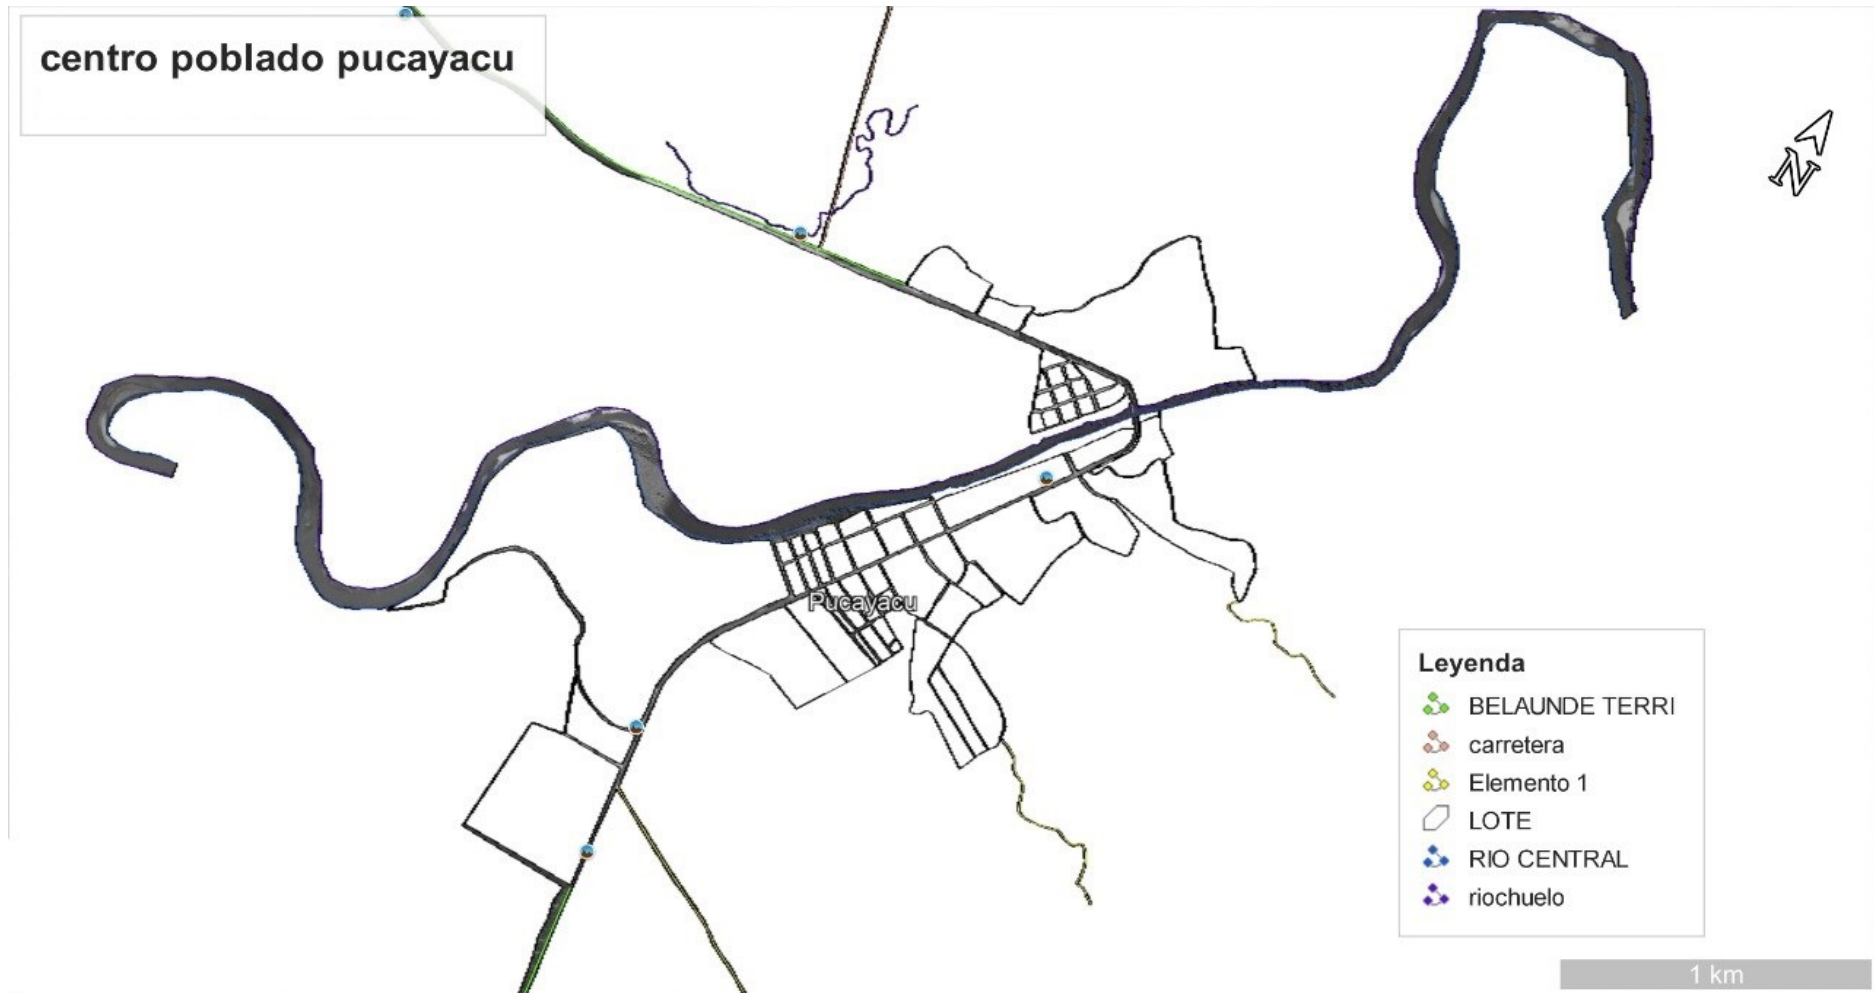 centro poblado pucayacu
N
Pucayacu
Leyenda
BELAUNDE TERRI
carretera
Elemento 1
LOTE
RIO CENTRAL
riochuelo
1 km